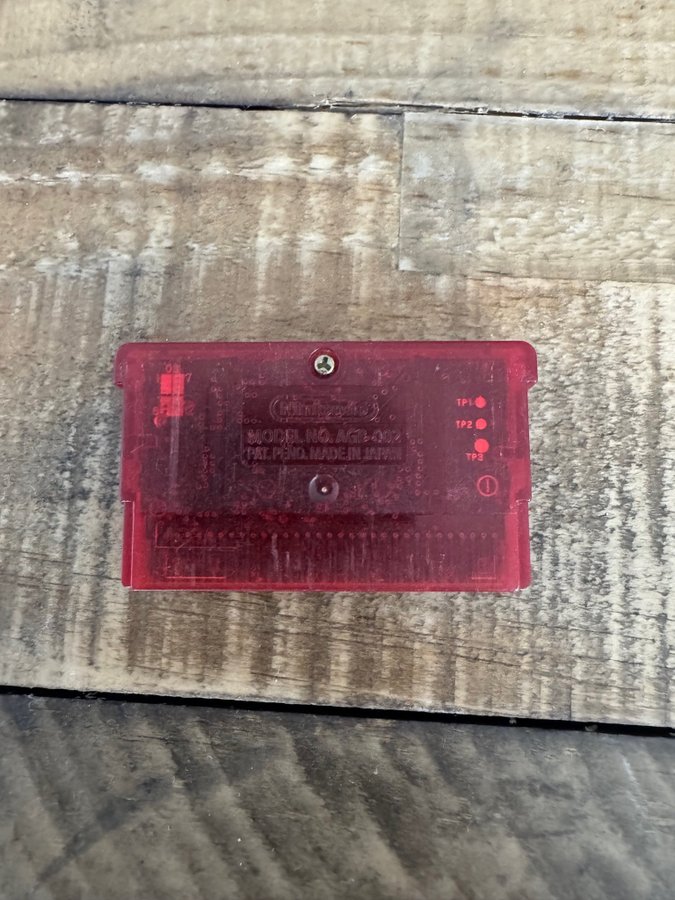 Nintendo
MODEL NO. AGB-002
PAT. PEND. MADE IN JAPAN
TP1
TP2
TP3